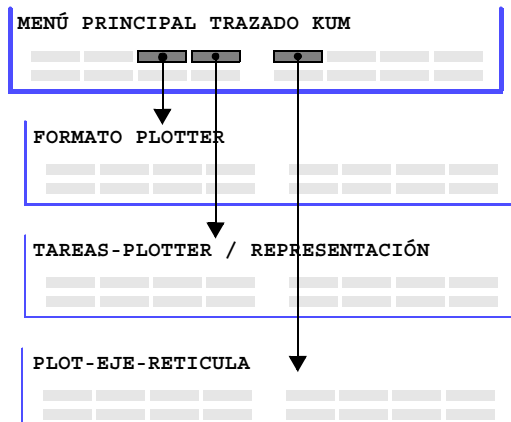 MENÚ PRINCIPAL TRAZADO KUM
FORMATO PLOTTER
TAREAS-PLOTTER / REPRESENTACIÓN
PLOT-EJE-RETICULA